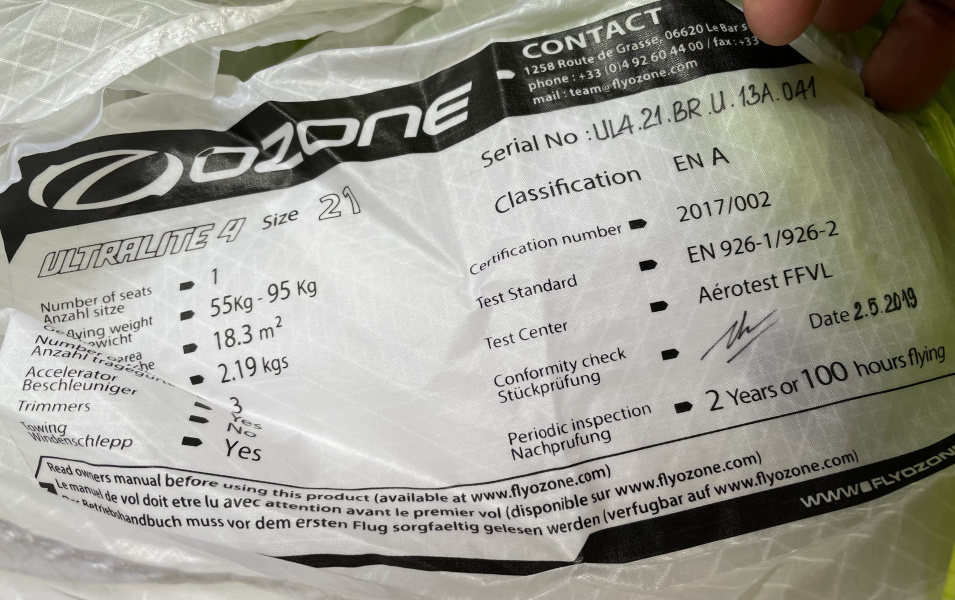 CONTACT
1258 Route de Grasse, 06620 Le Bar s
phone : +33 (0)4 92 60 44 00 / fax : +33
mail : team@flyozone.com
OZONE
ULTRALITE 4 Size 21
Number of seats
Anzahl sitze
1
flying weight
55Kg - 95 Kg
Number
area
18.3 m2
Anzahl
2.19 kgs
Accelerator
Beschleuniger
3
Trimmers
Yes
No
Towing
Windenschlepp
Yes
Serial No : UL4.21.BR.U.13A.041
Classification EN A
Certification number 2017/002
Test Standard EN 926-1/926-2
Test Center Aérotest FFVL
Conformity check
Stückprüfung
Date 2.5.2019
Periodic inspection
Nachprufung
2 Years or 100 hours flying
Read owners manual before using this product (available at www.flyozone.com)
Le manuel de vol doit etre lu avec attention avant le premier vol (disponible sur www.flyozone.com)
Betriebshandbuch muss vor dem ersten Flug sorgfaeltig gelesen werden (verfugbar auf www.flyozone.com)
WWW.FLYOZON